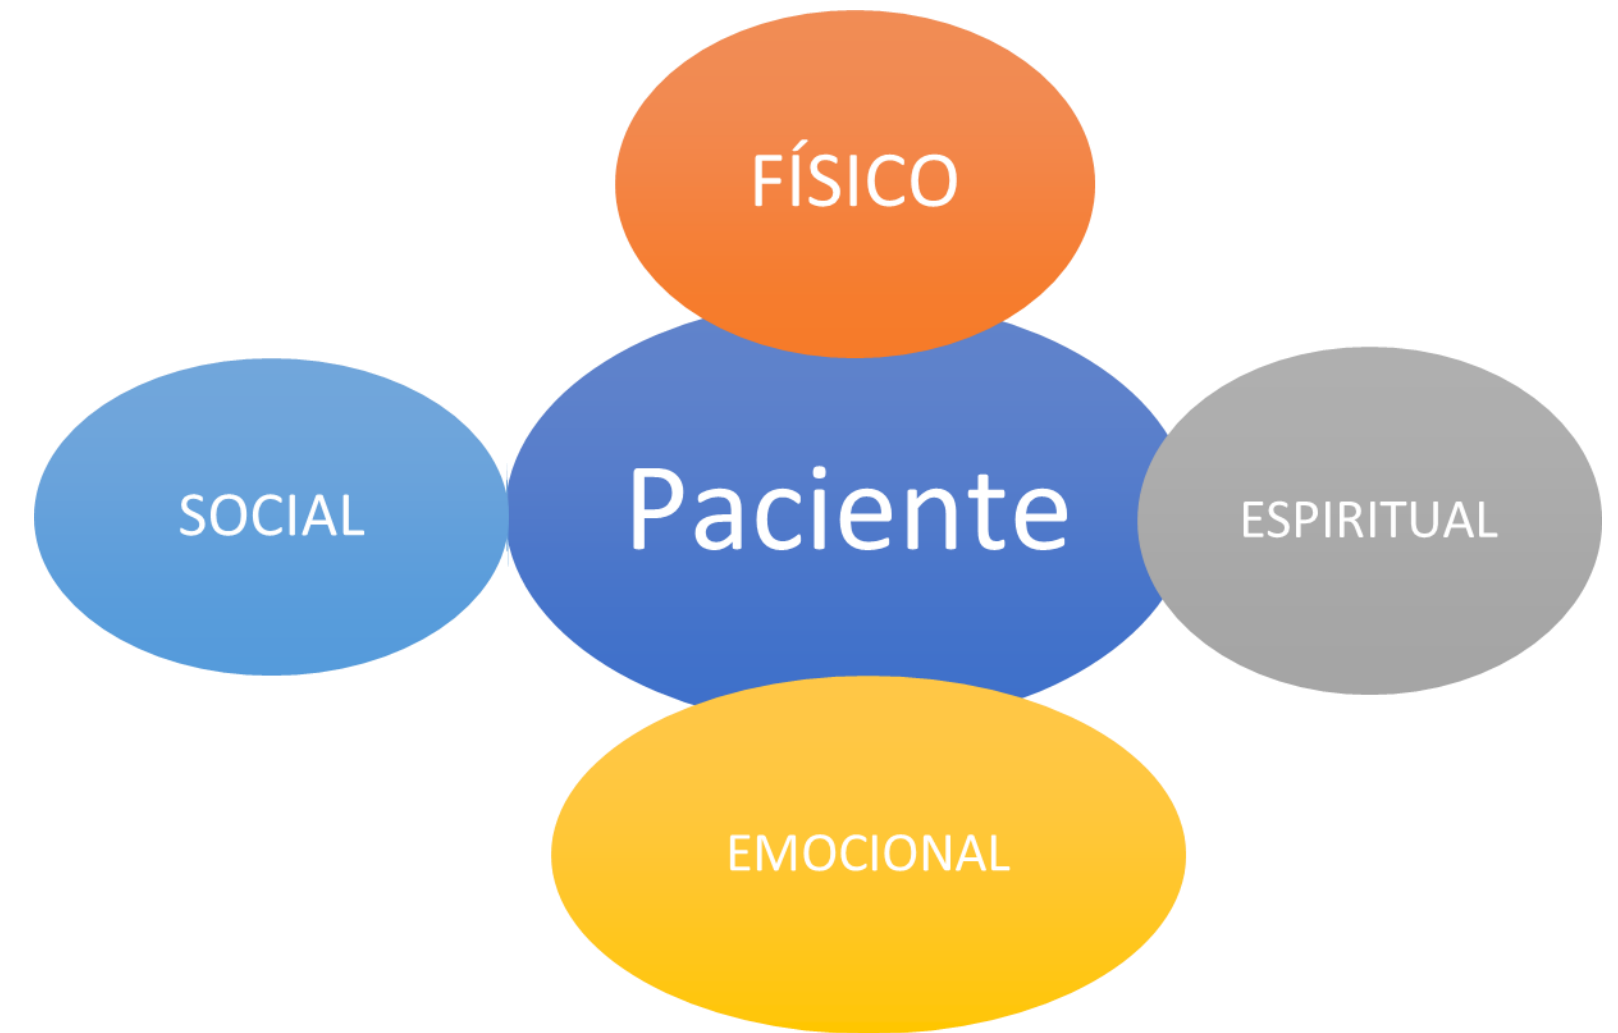 FÍSICO
SOCIAL
Paciente
ESPIRITUAL
EMOCIONAL